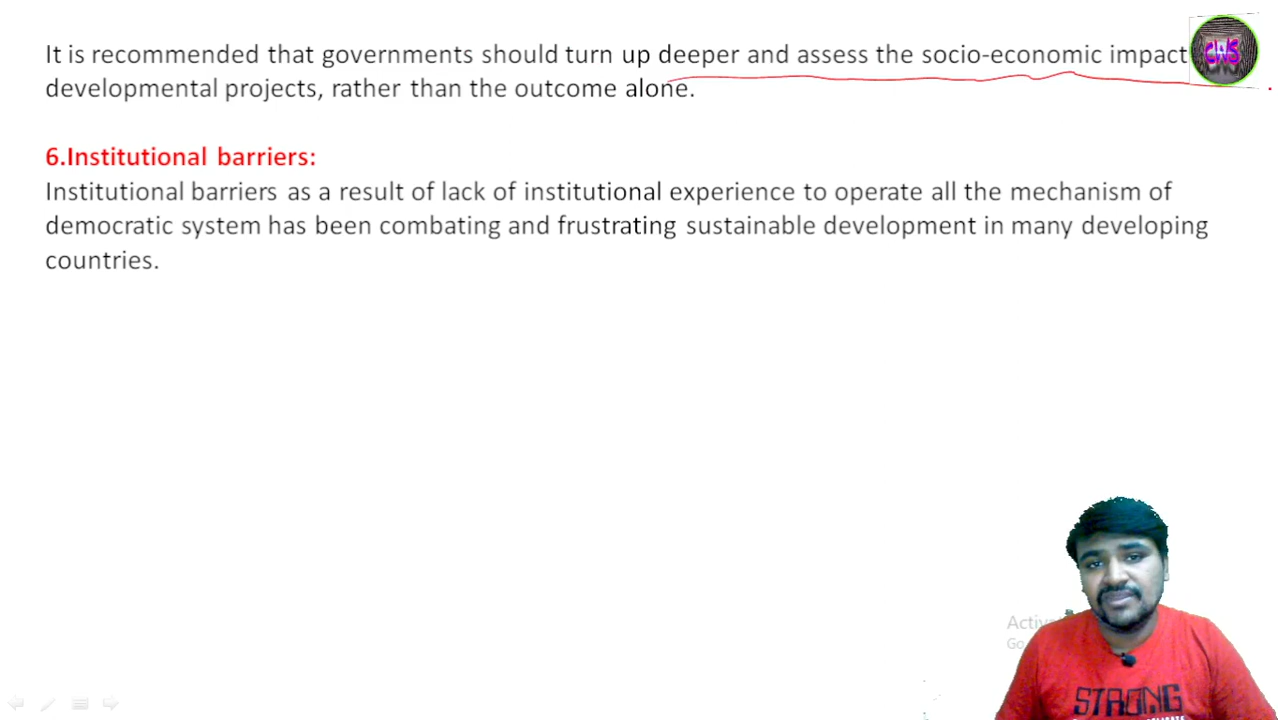 It is recommended that governments should turn up deeper and assess the socio-economic impact
developmental projects, rather than the outcome alone.
CWS
6.Institutional barriers:
Institutional barriers as a result of lack of institutional experience to operate all the mechanism of
democratic system has been combating and frustrating sustainable development in many developing
countries.
Go
STRONG